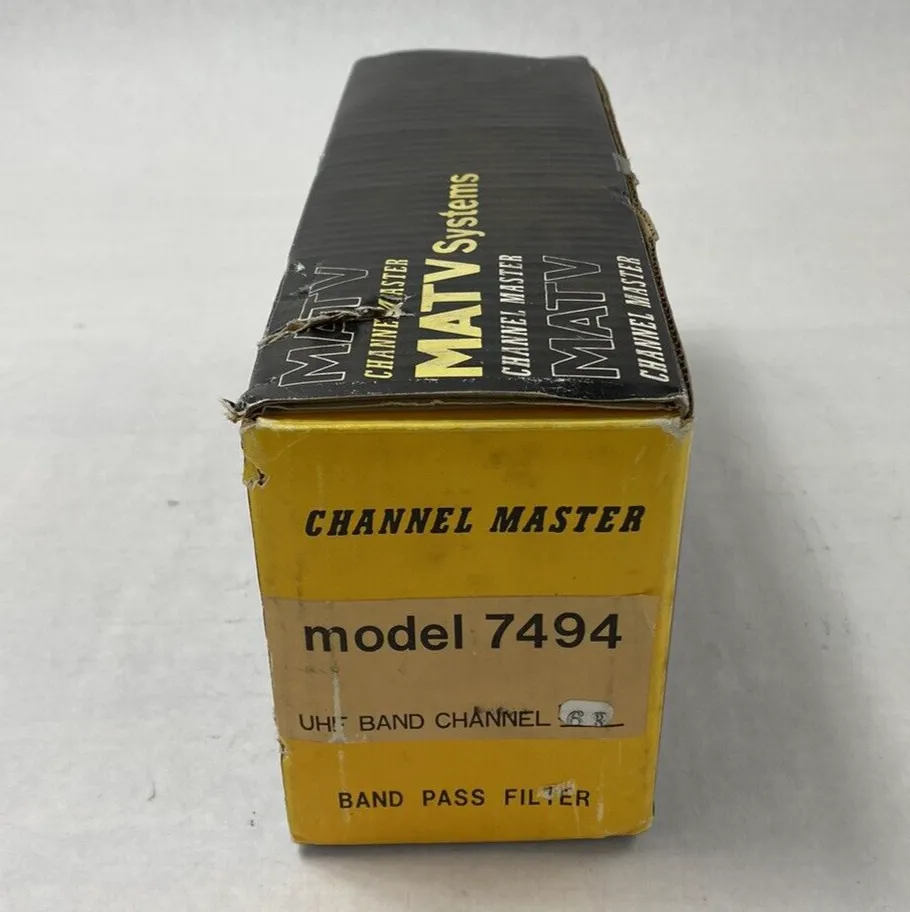 MATV
CHANNEL MASTER
MATV Systems
CHANNEL MASTER
MATV
CHANNEL MASTER
CHANNEL MASTER
model 7494
UHF BAND CHANNEL 68
BAND PASS FILTER